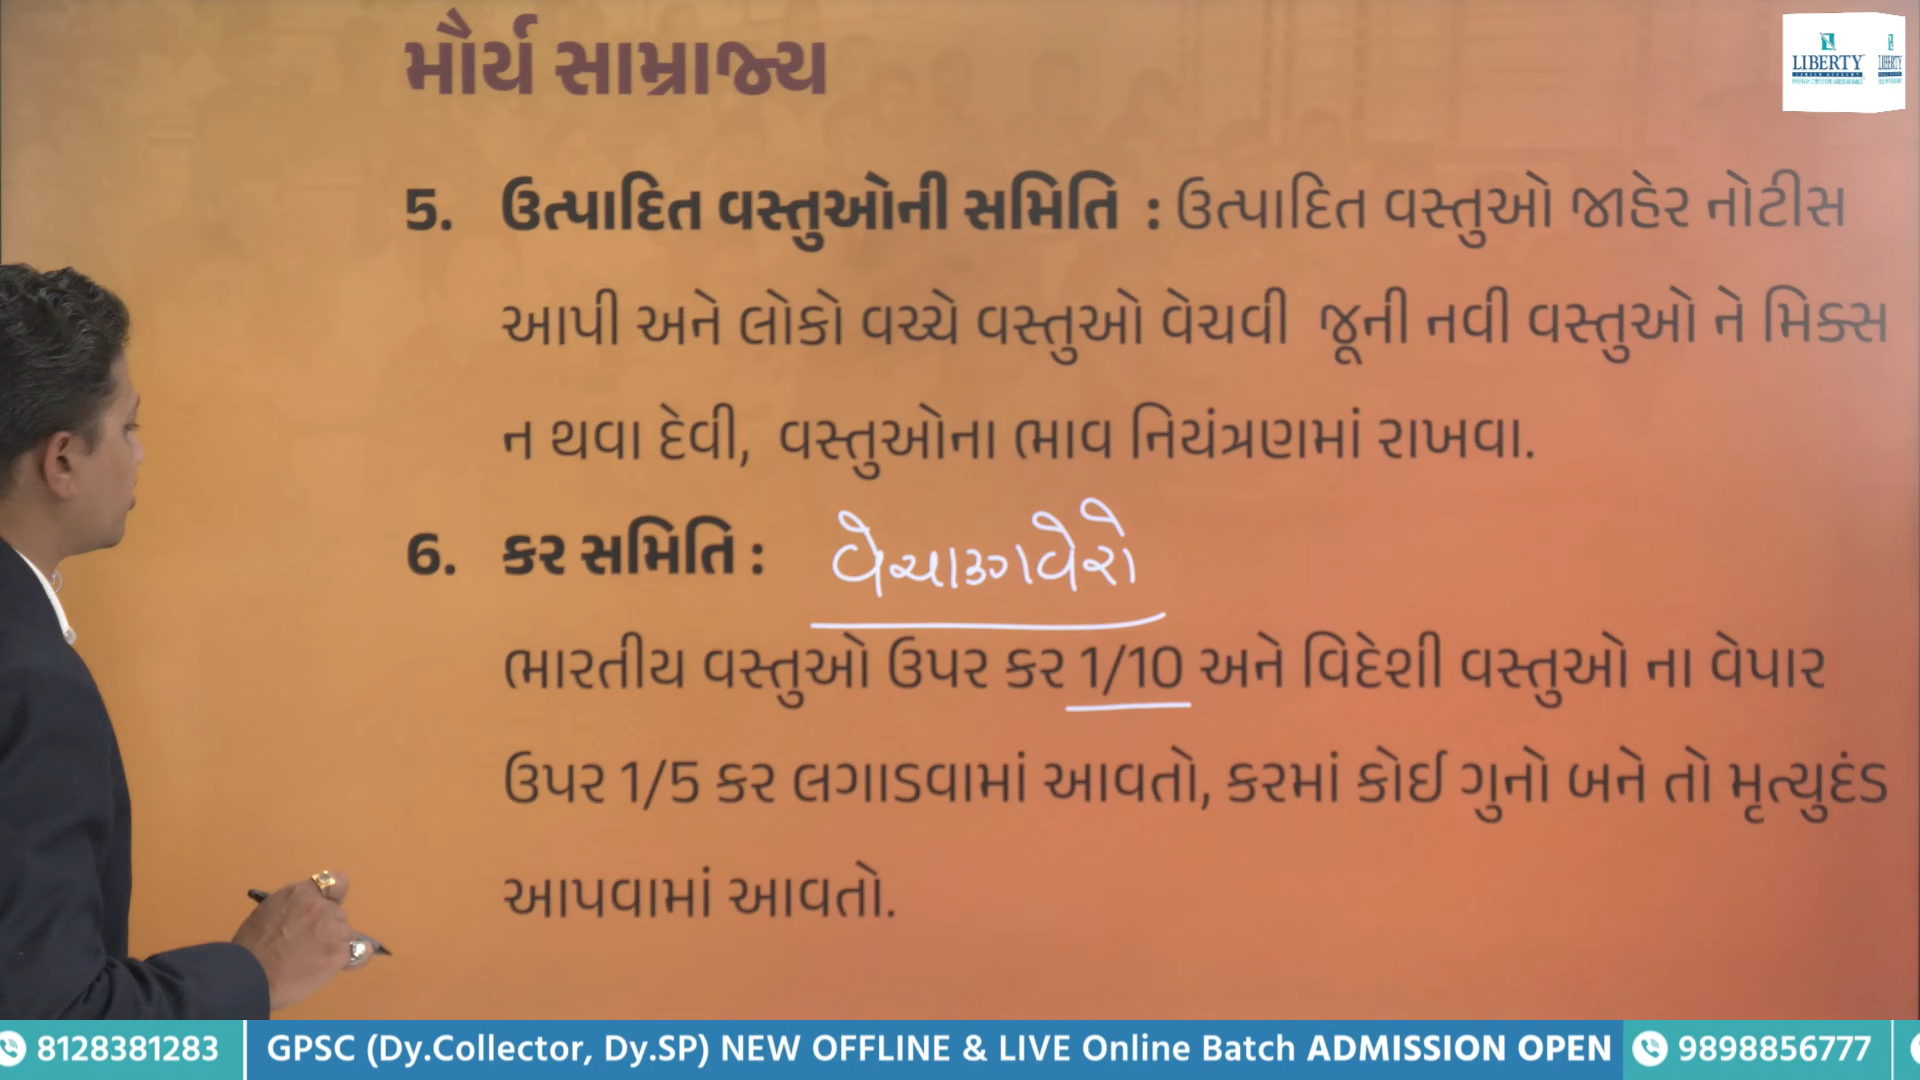 મૌર્ય સામ્રાજ્ય
LIBERTY
5. ઉત્પાદિત વસ્તુઓની સમિતિ : ઉત્પાદિત વસ્તુઓ જાહેર નોટીસ
આપી અને લોકો વચ્ચે વસ્તુઓ વેચવી જૂની નવી વસ્તુઓ ને મિક્સ
ન થવા દેવી, વસ્તુઓના ભાવ નિયંત્રણમાં રાખવા.
6. કર સમિતિ : વેચાણવેરો
ભારતીય વસ્તુઓ ઉપર કર 1/10 અને વિદેશી વસ્તુઓ ના વેપાર
ઉપર 1/5 કર લગાડવામાં આવતો, કરમાં કોઈ ગુનો બને તો મૃત્યુદંડ
આપવામાં આવતો.
8128381283 GPSC (Dy.Collector, Dy.SP) NEW OFFLINE & LIVE Online Batch ADMISSION OPEN 9898856777